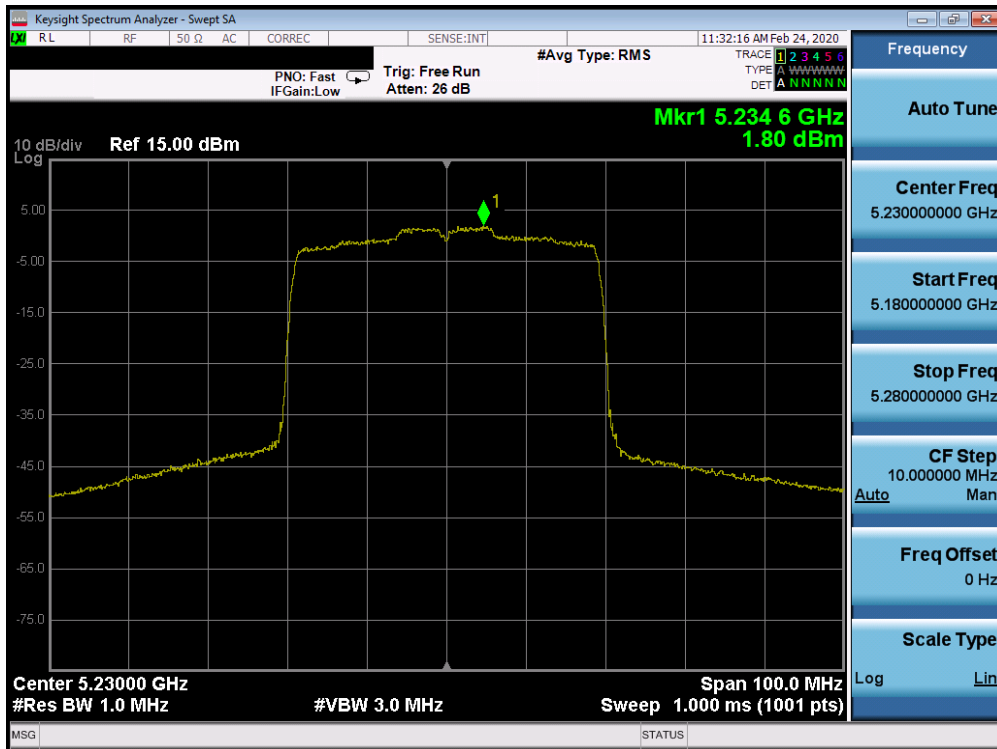 Keysight Spectrum Analyzer - Swept SA
LXI RL RF 50 Ω AC CORREC SENSE:INT 11:32:16 AM Feb 24, 2020
#Avg Type: RMS TRACE 1 2 3 4 5 6
PNO: Fast Trig: Free Run TYPE A WWWWW
IFGain:Low Atten: 26 dB DET A N N N N N
Mkr1 5.234 6 GHz
1.80 dBm
10 dB/div Ref 15.00 dBm
Log
1
5.00
-5.00
-15.0
-25.0
-35.0
-45.0
-55.0
-65.0
-75.0
Center 5.23000 GHz Span 100.0 MHz
#Res BW 1.0 MHz #VBW 3.0 MHz Sweep 1.000 ms (1001 pts)
MSG STATUS
Frequency
Auto Tune
Center Freq
5.230000000 GHz
Start Freq
5.180000000 GHz
Stop Freq
5.280000000 GHz
CF Step
10.000000 MHz
Auto Man
Freq Offset
0 Hz
Scale Type
Log Lin